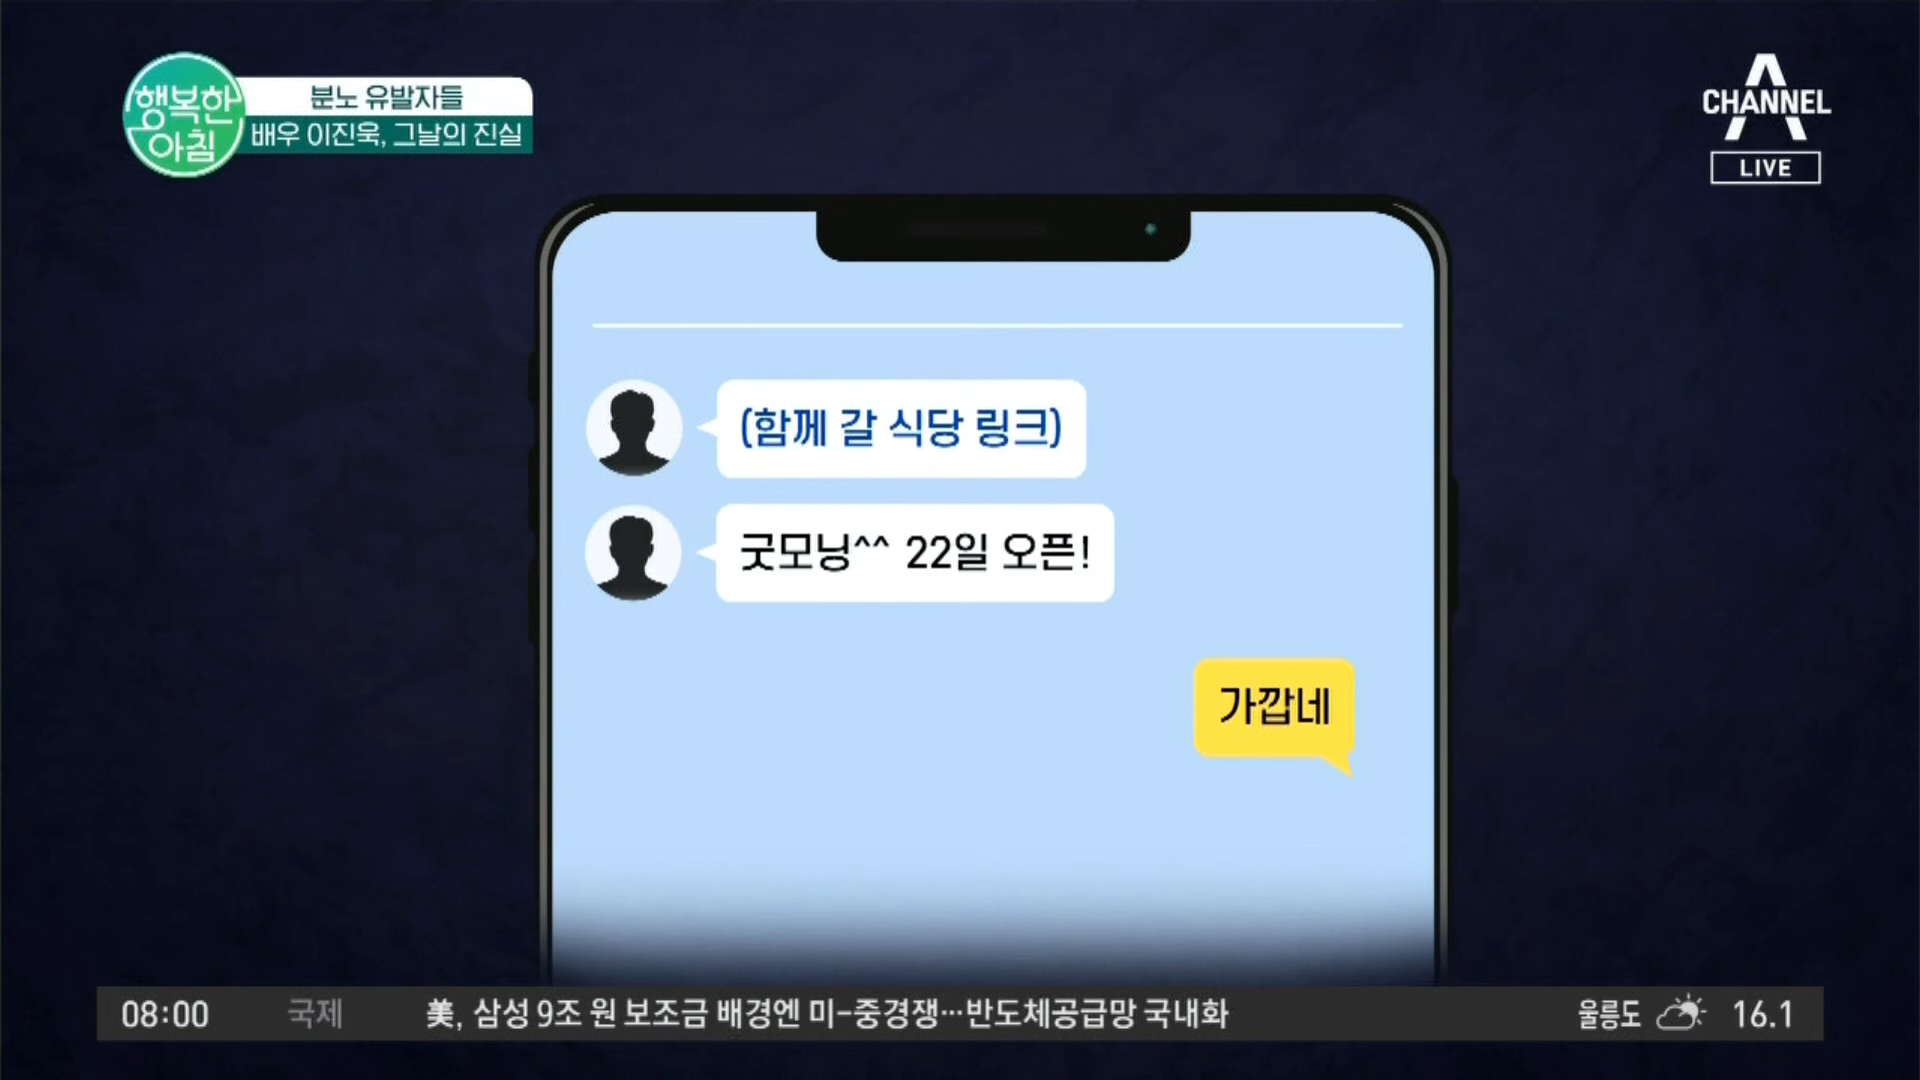 행복한
아침
분노 유발자들
배우 이진욱, 그날의 진실
CHANNEL A
LIVE
(함께 갈 식당 링크)
굿모닝^^ 22일 오픈!
가깝네
08:00 국제 美, 삼성 9조 원 보조금 배경엔 미-중경쟁…반도체공급망 국내화 울릉도 16.1